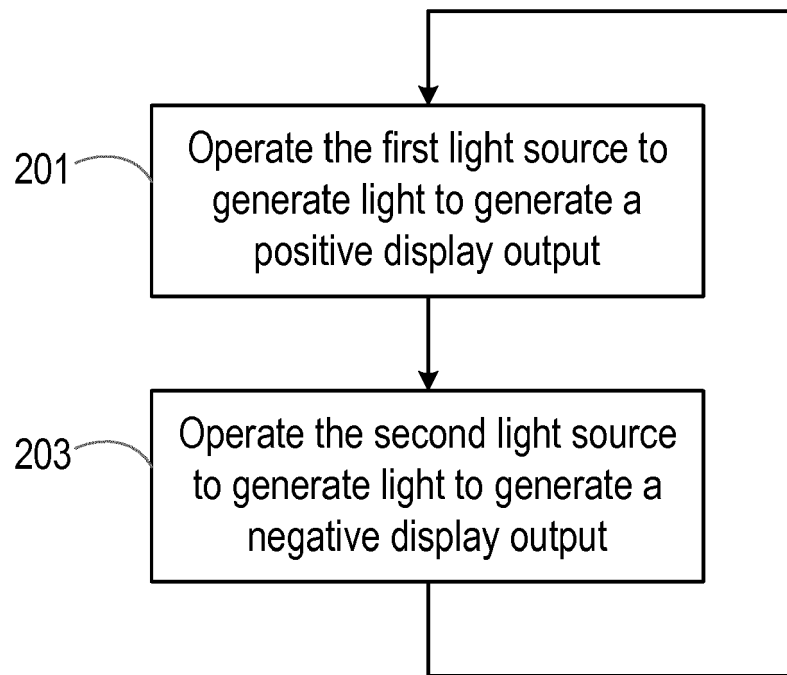 201
Operate the first light source to
generate light to generate a
positive display output
203
Operate the second light source
to generate light to generate a
negative display output